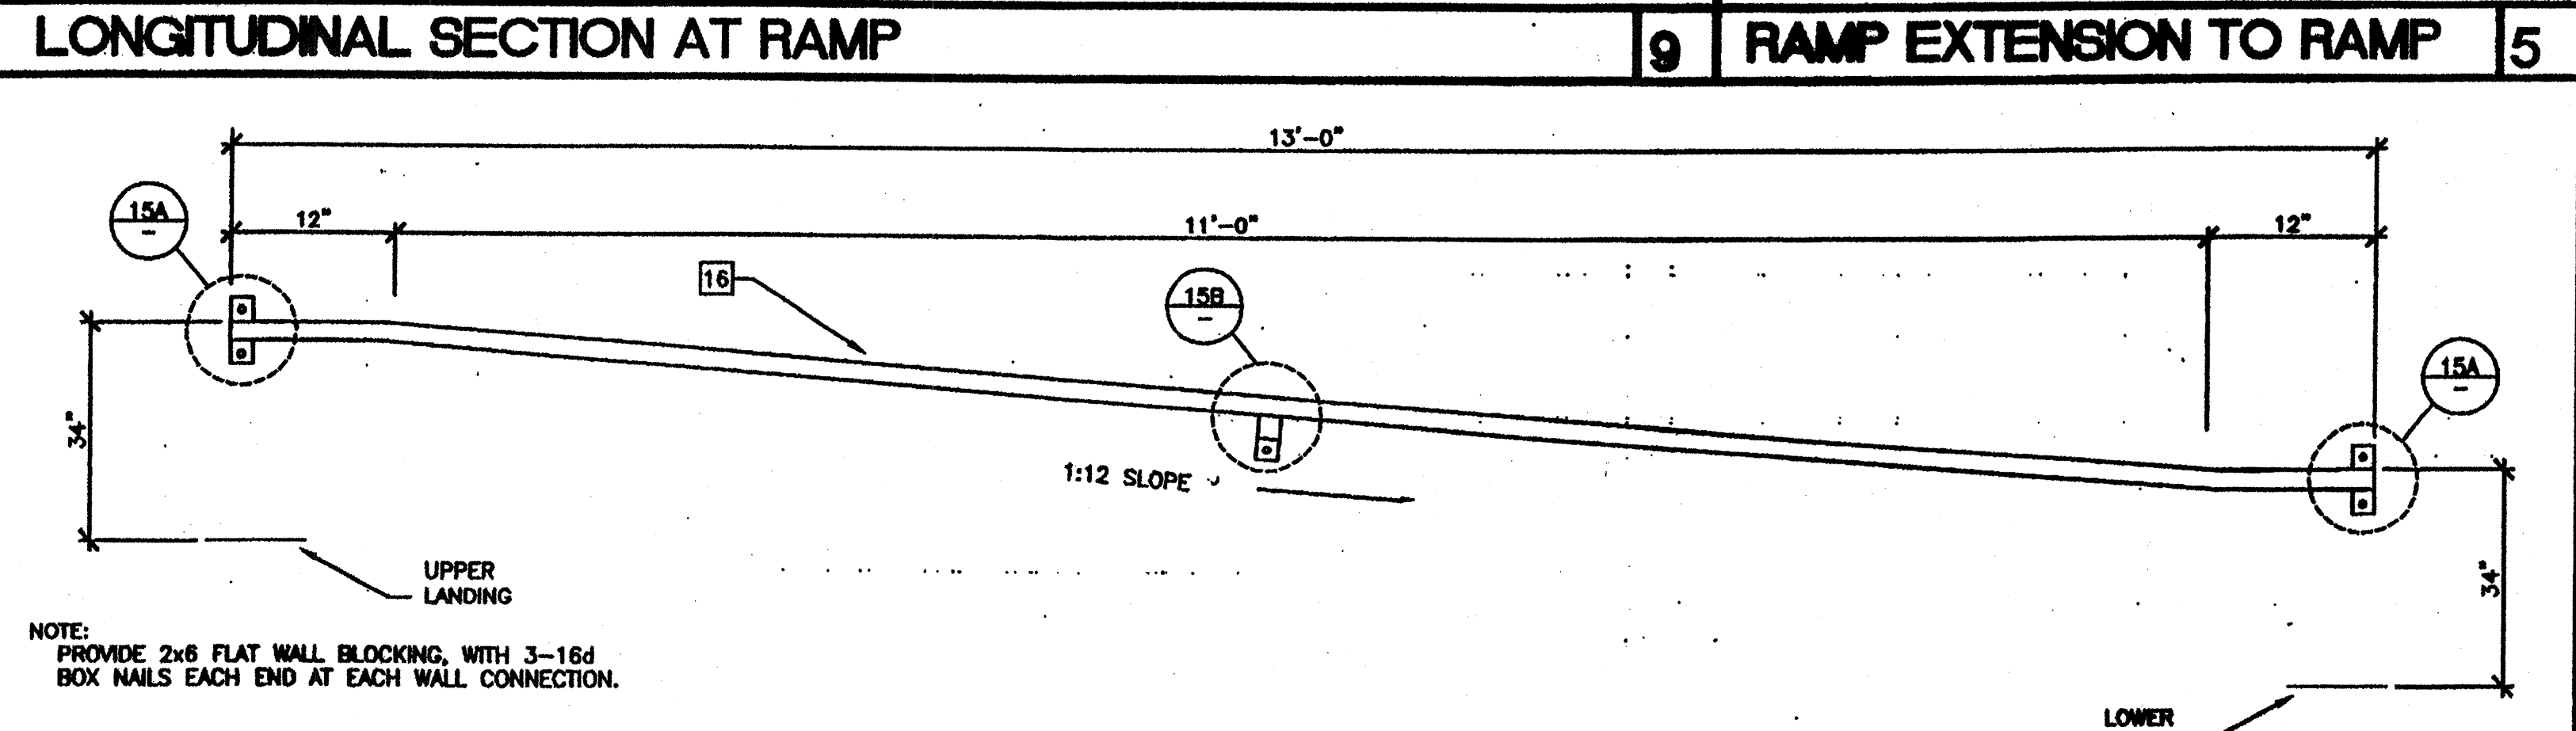 LONGITUDINAL SECTION AT RAMP
9
RAMP EXTENSION TO RAMP
5
13'-0"
12"
11'-0"
12"
15A
-
16
15B
-
15A
-
34"
1:12 SLOPE
34"
UPPER
LANDING
NOTE:
PROVIDE 2x6 FLAT WALL BLOCKING, WITH 3-16d
BOX NAILS EACH END AT EACH WALL CONNECTION.
LOWER